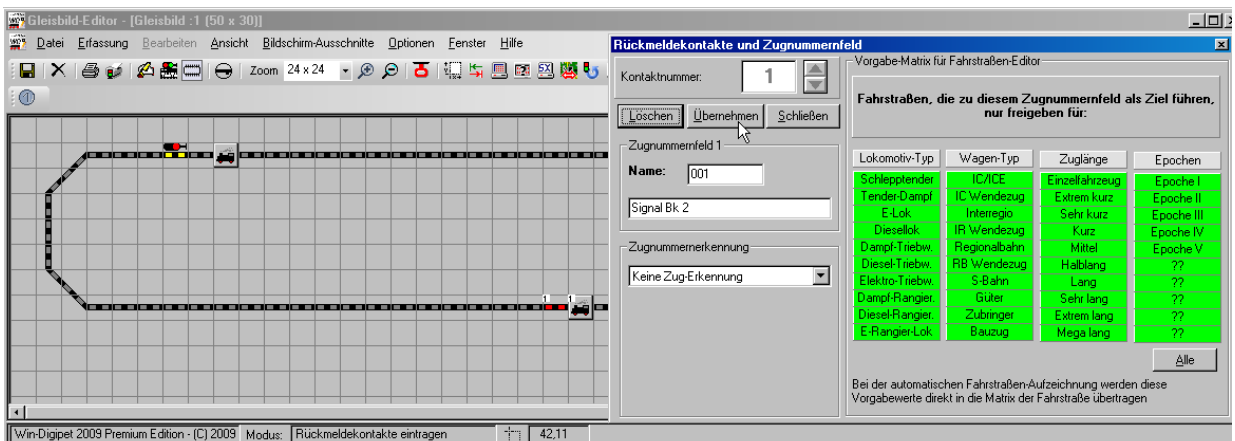 Gleisbild-Editor - [Gleisbild :1 (50 x 30)]
Datei Erfassung Bearbeiten Ansicht Bildschirm-Ausschnitte Optionen Fenster Hilfe
Zoom 24 x 24
1 1
Rückmeldekontakte und Zugnummernfeld
Kontaktnummer: 1
Löschen Übernehmen Schließen
Zugnummernfeld 1
Name: 001
Signal Bk 2
Zugnummernerkennung
Keine Zug-Erkennung
Vorgabe-Matrix für Fahrstraßen-Editor
Fahrstraßen, die zu diesem Zugnummernfeld als Ziel führen,
nur freigeben für:
Lokomotiv-Typ Wagen-Typ Zuglänge Epochen
Schlepptender IC/ICE Einzelfahrzeug Epoche I
Tender-Dampf IC Wendezug Extrem kurz Epoche II
E-Lok Interregio Sehr kurz Epoche III
Diesellok IR Wendezug Kurz Epoche IV
Dampf-Triebw. Regionalbahn Mittel Epoche V
Diesel-Triebw. RB Wendezug Halblang ??
Elektro-Triebw. S-Bahn Lang ??
Dampf-Rangier. Güter Sehr lang ??
Diesel-Rangier. Zubringer Extrem lang ??
E-Rangier-Lok Bauzug Mega lang ??
Alle
Bei der automatischen Fahrstraßen-Aufzeichnung werden diese
Vorgabewerte direkt in die Matrix der Fahrstraße übertragen
Win-Digipet 2009 Premium Edition - (C) 2009 Modus: Rückmeldekontakte eintragen 42,11